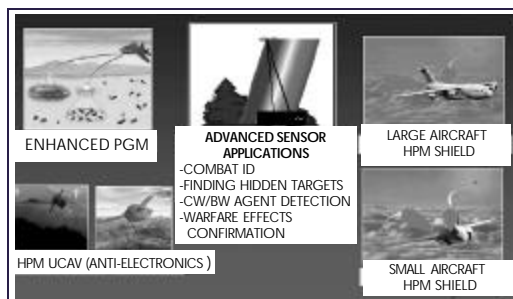 ENHANCED PGM
ADVANCED SENSOR
APPLICATIONS
-COMBAT ID
-FINDING HIDDEN TARGETS
-CW/BW AGENT DETECTION
-WARFARE EFFECTS
CONFIRMATION
LARGE AIRCRAFT
HPM SHIELD
HPM UCAV (ANTI-ELECTRONICS )
SMALL AIRCRAFT
HPM SHIELD